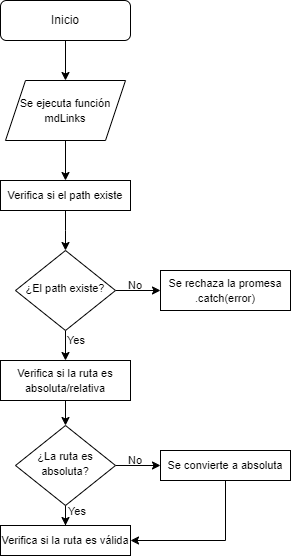 Inicio
Se ejecuta función
mdLinks
Verifica si el path existe
¿El path existe?
No
Se rechaza la promesa
.catch(error)
Yes
Verifica si la ruta es
absoluta/relativa
¿La ruta es
absoluta?
No
Se convierte a absoluta
Yes
Verifica si la ruta es válida